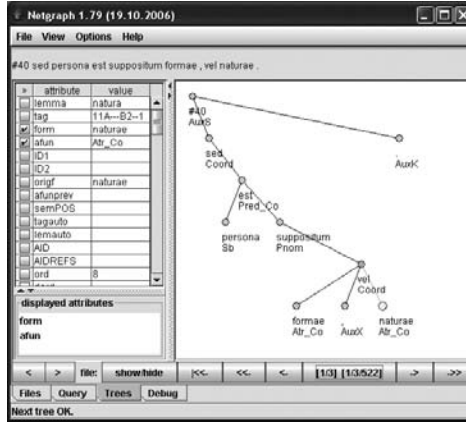 Netgraph 1.79 (19.10.2006)
File View Options Help
#40 sed persona est suppositum formae , vel naturae .
» attribute value
lemma natura
tag 11A---B2--1
form naturae
afun Atr_Co
ID1
ID2
origf naturae
afunprev
semPOS
tagauto
lemauto
AID
AIDREFS
ord 8
displayed attributes
form
afun
#40
AuxS
sed
Coord
.
AuxK
est
Pred_Co
persona
Sb
suppositum
Pnom
vel
Coord
formae
Atr_Co
,
AuxX
naturae
Atr_Co
< > file: show/hide |<<. <<. <. [1/3] [1/3/522] .> .>>
Files Query Trees Debug
Next tree OK.